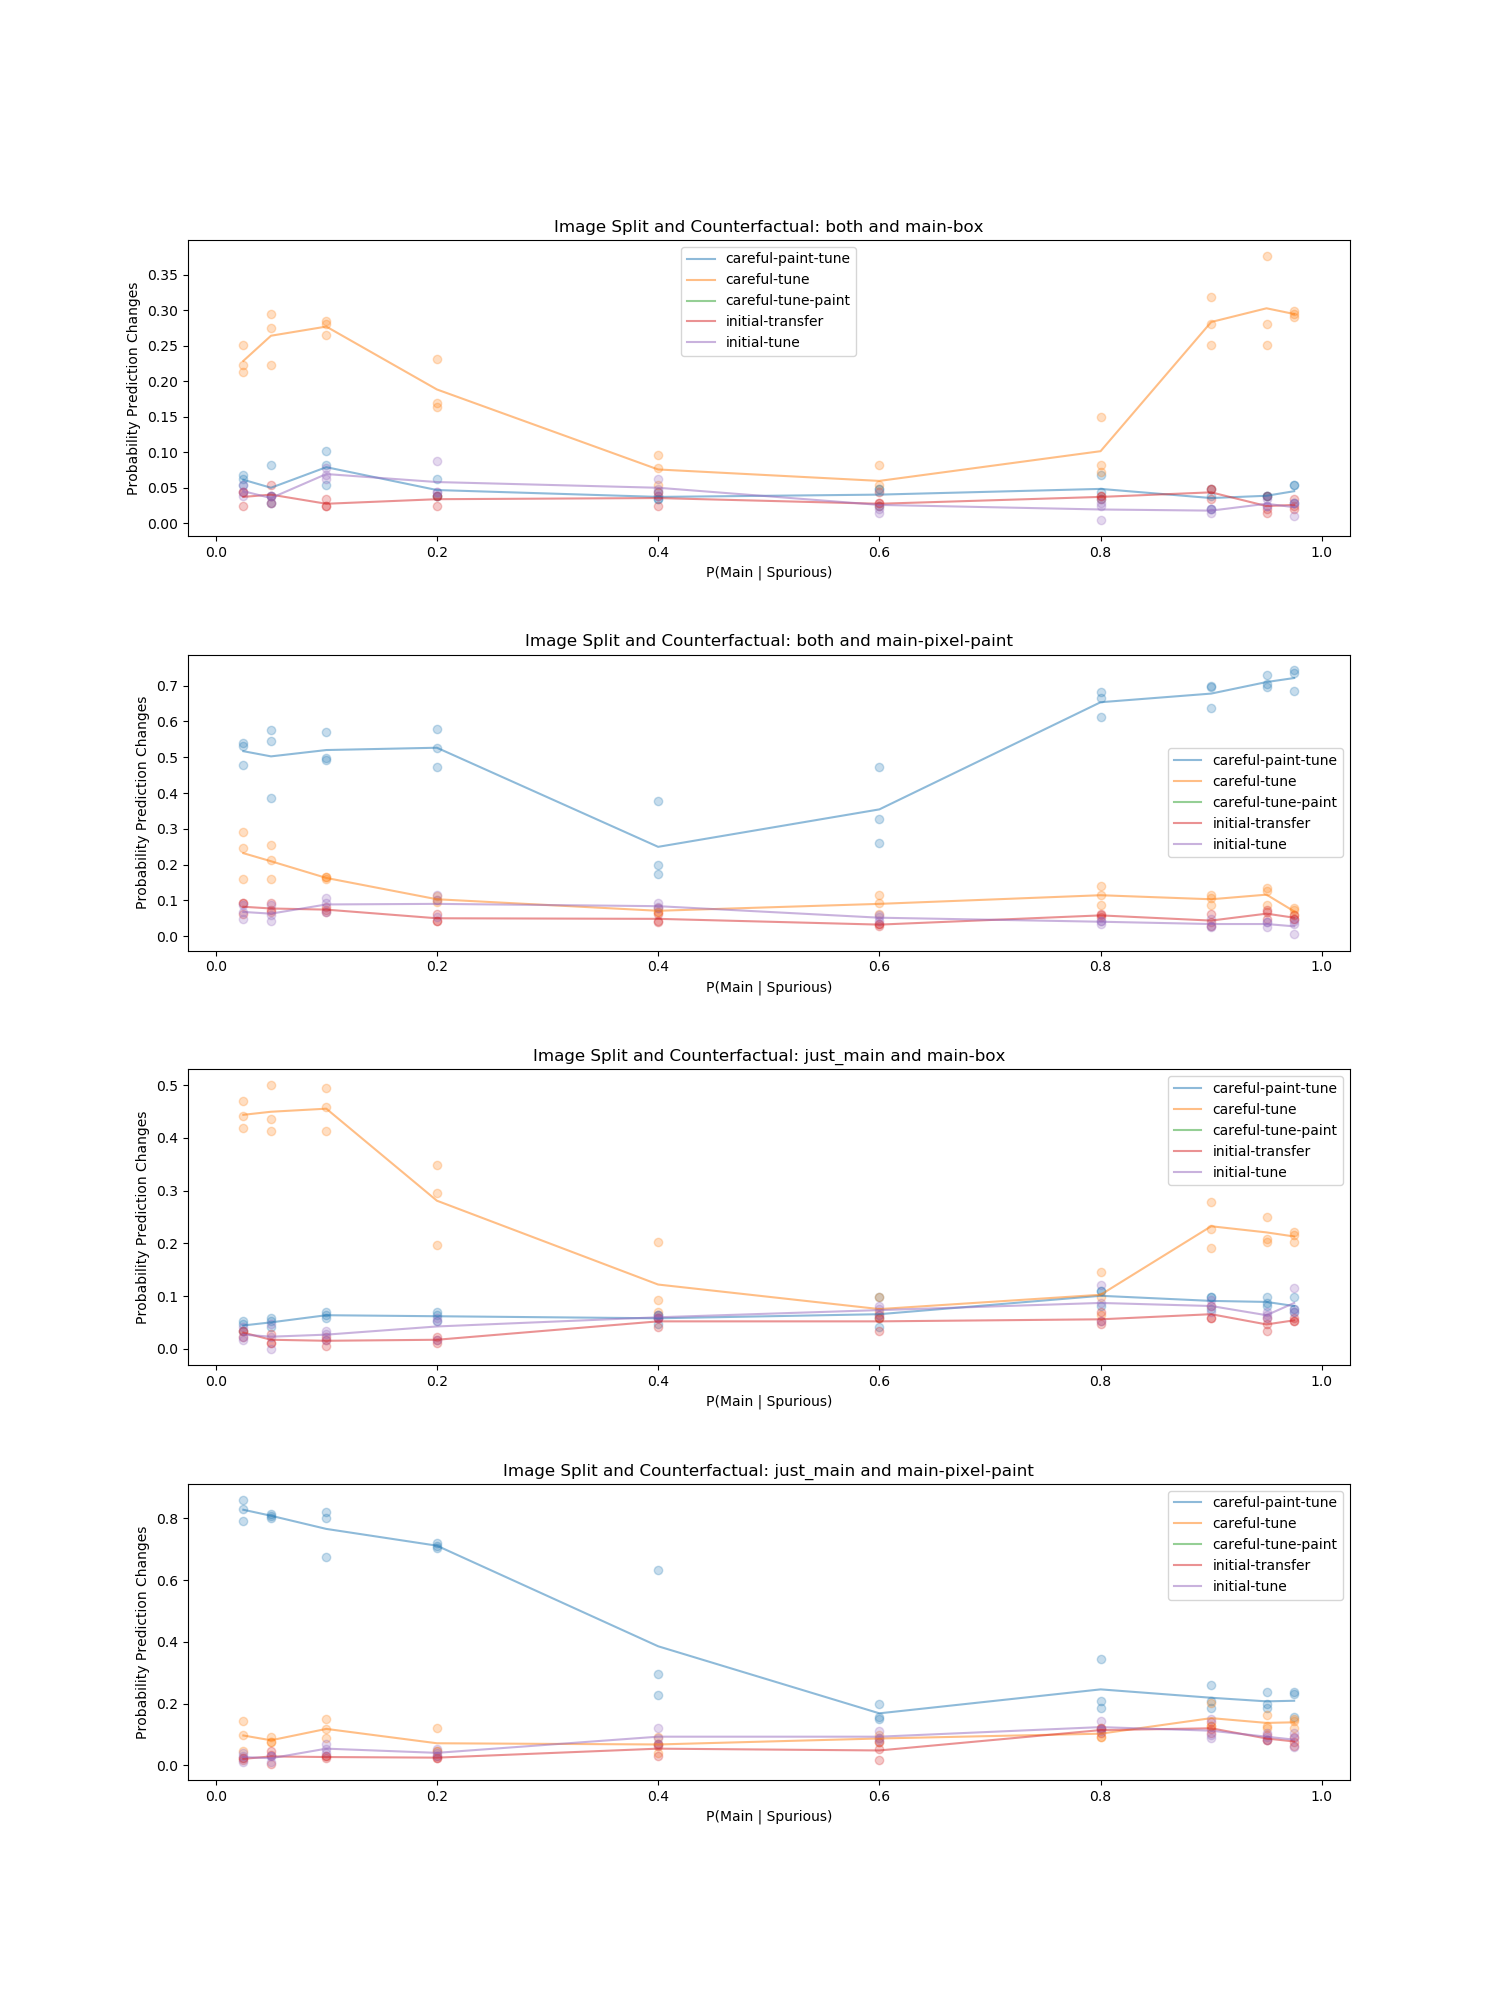 Image Split and Counterfactual: both and main-box
Probability Prediction Changes
0.35
0.30
0.25
0.20
0.15
0.10
0.05
0.00
careful-paint-tune
careful-tune
careful-tune-paint
initial-transfer
initial-tune
0.0 0.2 0.4 0.6 0.8 1.0
P(Main | Spurious)
Image Split and Counterfactual: both and main-pixel-paint
Probability Prediction Changes
0.7
0.6
0.5
0.4
0.3
0.2
0.1
0.0
careful-paint-tune
careful-tune
careful-tune-paint
initial-transfer
initial-tune
0.0 0.2 0.4 0.6 0.8 1.0
P(Main | Spurious)
Image Split and Counterfactual: just_main and main-box
Probability Prediction Changes
0.5
0.4
0.3
0.2
0.1
0.0
careful-paint-tune
careful-tune
careful-tune-paint
initial-transfer
initial-tune
0.0 0.2 0.4 0.6 0.8 1.0
P(Main | Spurious)
Image Split and Counterfactual: just_main and main-pixel-paint
Probability Prediction Changes
0.8
0.6
0.4
0.2
0.0
careful-paint-tune
careful-tune
careful-tune-paint
initial-transfer
initial-tune
0.0 0.2 0.4 0.6 0.8 1.0
P(Main | Spurious)